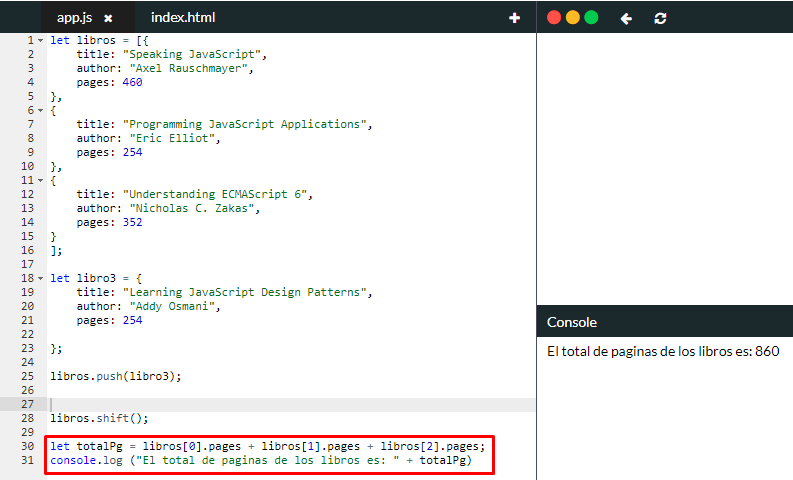 app.js ×
index.html
+
1 let libros = [{
2 title: "Speaking JavaScript",
3 author: "Axel Rauschmayer",
4 pages: 460
5 },
6 {
7 title: "Programming JavaScript Applications",
8 author: "Eric Elliot",
9 pages: 254
10 },
11 {
12 title: "Understanding ECMAScript 6",
13 author: "Nicholas C. Zakas",
14 pages: 352
15 }
16 ];
17
18 let libro3 = {
19 title: "Learning JavaScript Design Patterns",
20 author: "Addy Osmani",
21 pages: 254
22
23 };
24
25 libros.push(libro3);
26
27
28 libros.shift();
29
30 let totalPg = libros[0].pages + libros[1].pages + libros[2].pages;
31 console.log ("El total de paginas de los libros es: " + totalPg)
Console
El total de paginas de los libros es: 860